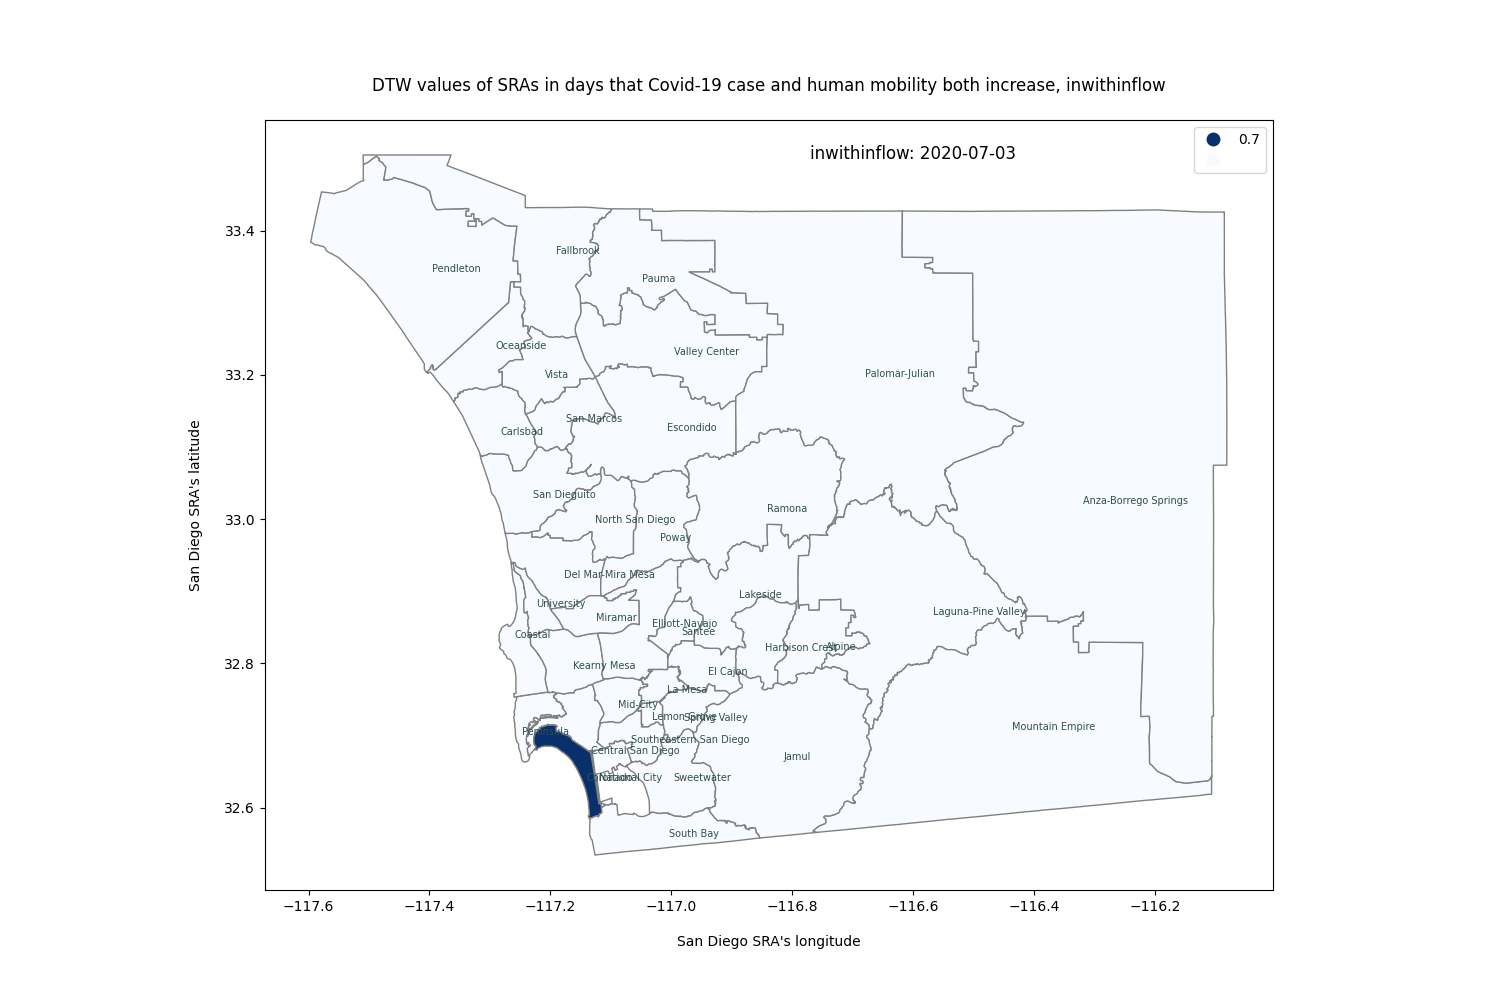 DTW values of SRAs in days that Covid-19 case and human mobility both increase, inwithinflow
inwithinflow: 2020-07-03
0.7
33.4
33.2
33.0
32.8
32.6
San Diego SRA's latitude
Fallbrook
Pendleton
Pauma
Oceanside
Valley Center
Vista
Palomar-Julian
San Marcos
Carlsbad
Escondido
San Dieguito
Anza-Borrego Springs
Ramona
North San Diego
Poway
Del Mar-Mira Mesa
Lakeside
University
Miramar
Laguna-Pine Valley
Elliott-Navajo
Santee
Coastal
Harbison Crest
Alpine
Kearny Mesa
El Cajon
La Mesa
Mid-City
Lemon Grove
Spring Valley
Mountain Empire
Peninsula
Southeastern San Diego
Central San Diego
Jamul
Coronado
National City
Sweetwater
South Bay
−117.6
−117.4
−117.2
−117.0
−116.8
−116.6
−116.4
−116.2
San Diego SRA's longitude